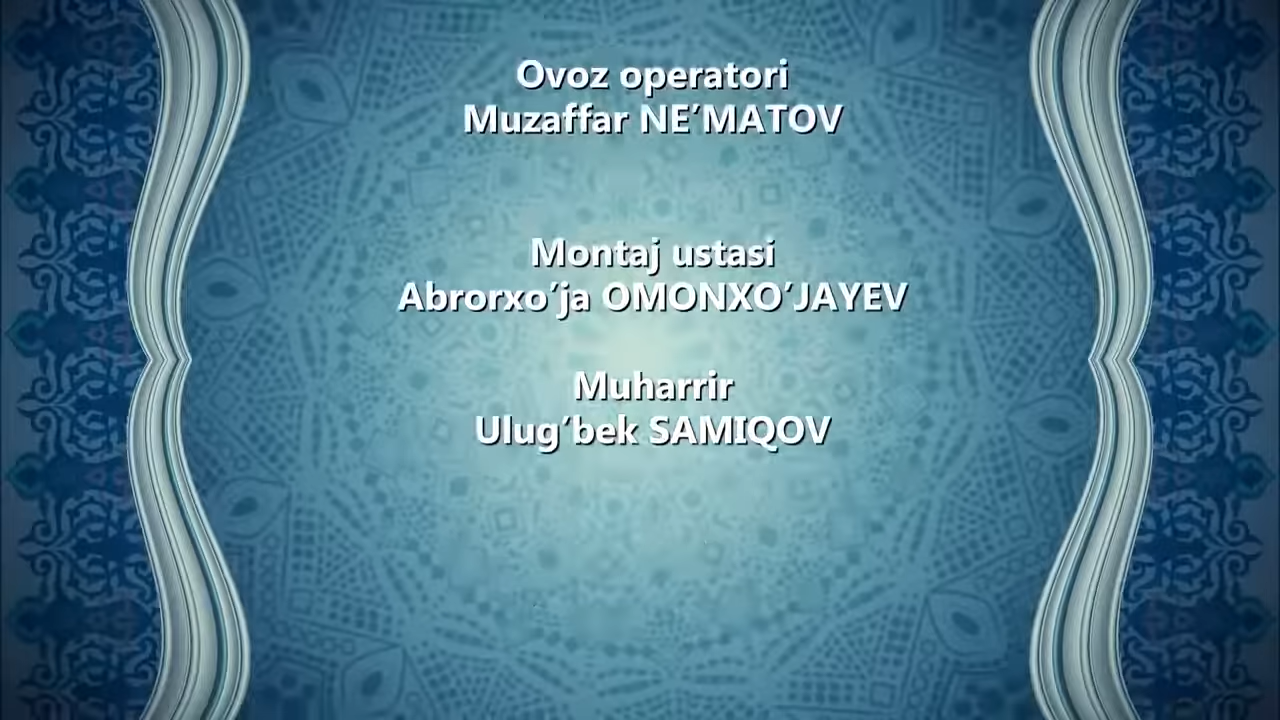 Ovoz operatori
Muzaffar NE’MATOV
Montaj ustasi
Abrorxo’ja OMONXO’JAYEV
Muharrir
Ulug’bek SAMIQOV